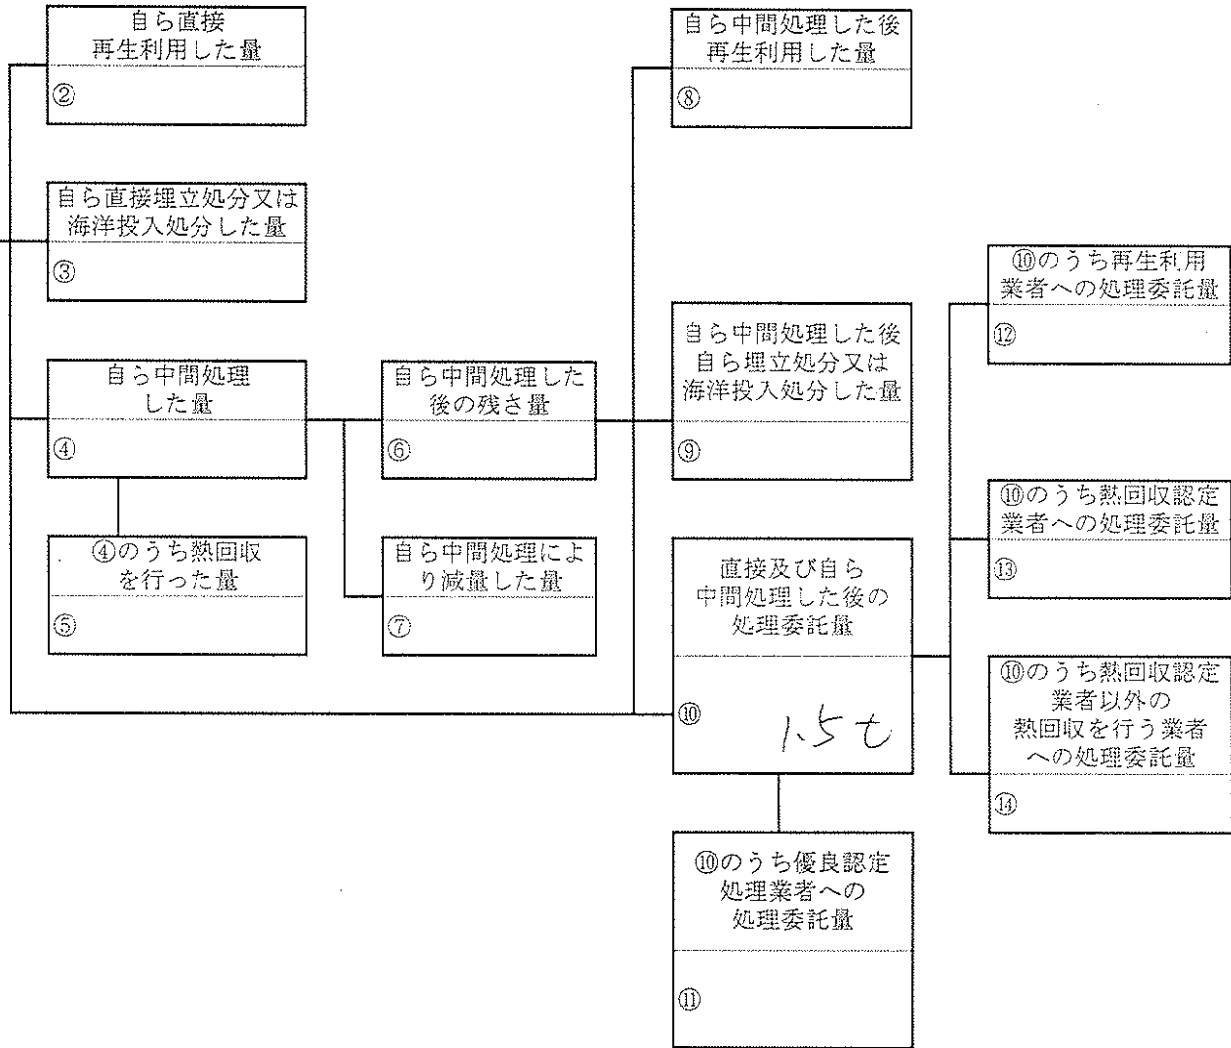 自ら直接
再生利用した量
②
自ら直接埋立処分又は
海洋投入処分した量
③
自ら中間処理
した量
④
④のうち熱回収
を行った量
⑤
自ら中間処理した
後の残さ量
⑥
自ら中間処理によ
り減量した量
⑦
自ら中間処理した後
再生利用した量
⑧
自ら中間処理した後
自ら埋立処分又は
海洋投入処分した量
⑨
直接及び自ら
中間処理した後の
処理委託量
⑩ 1.5 t
⑩のうち優良認定
処理業者への
処理委託量
⑪
⑩のうち再生利用
業者への処理委託量
⑫
⑩のうち熱回収認定
業者への処理委託量
⑬
⑩のうち熱回収認定
業者以外の
熱回収を行う業者
への処理委託量
⑭